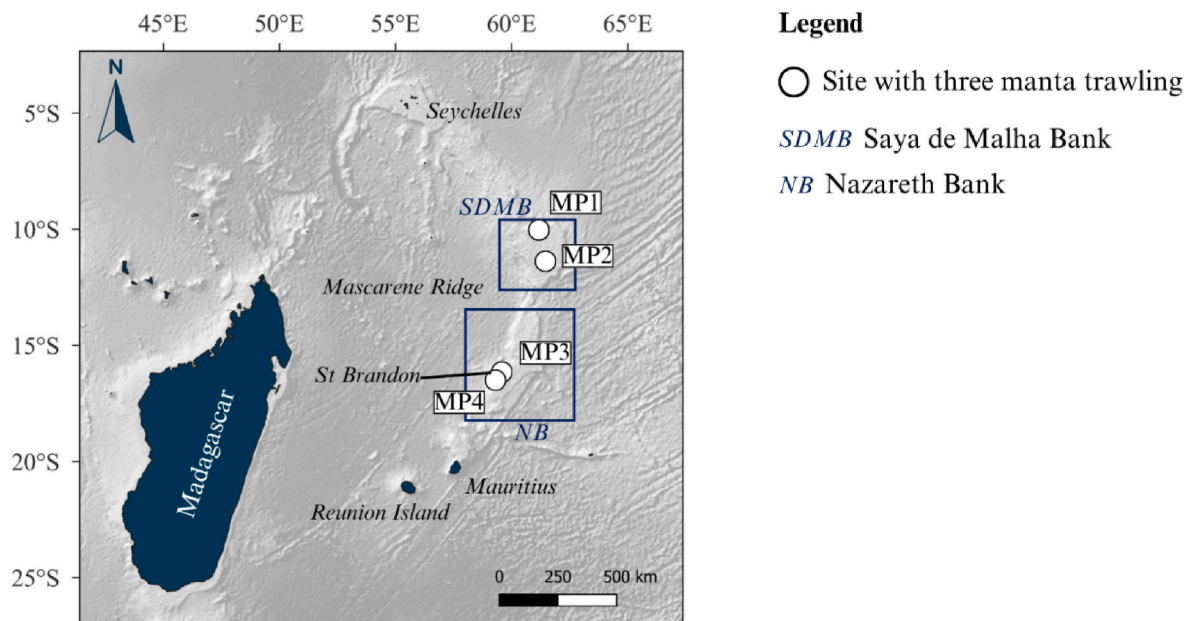 45°E 50°E 55°E 60°E 65°E
N
5°S
10°S
15°S
20°S
25°S
Seychelles
SDMB
MP1
MP2
Mascarene Ridge
MP3
St Brandon
MP4
NB
Madagascar
Mauritius
Reunion Island
0 250 500 km
Legend
Site with three manta trawling
SDMB Saya de Malha Bank
NB Nazareth Bank